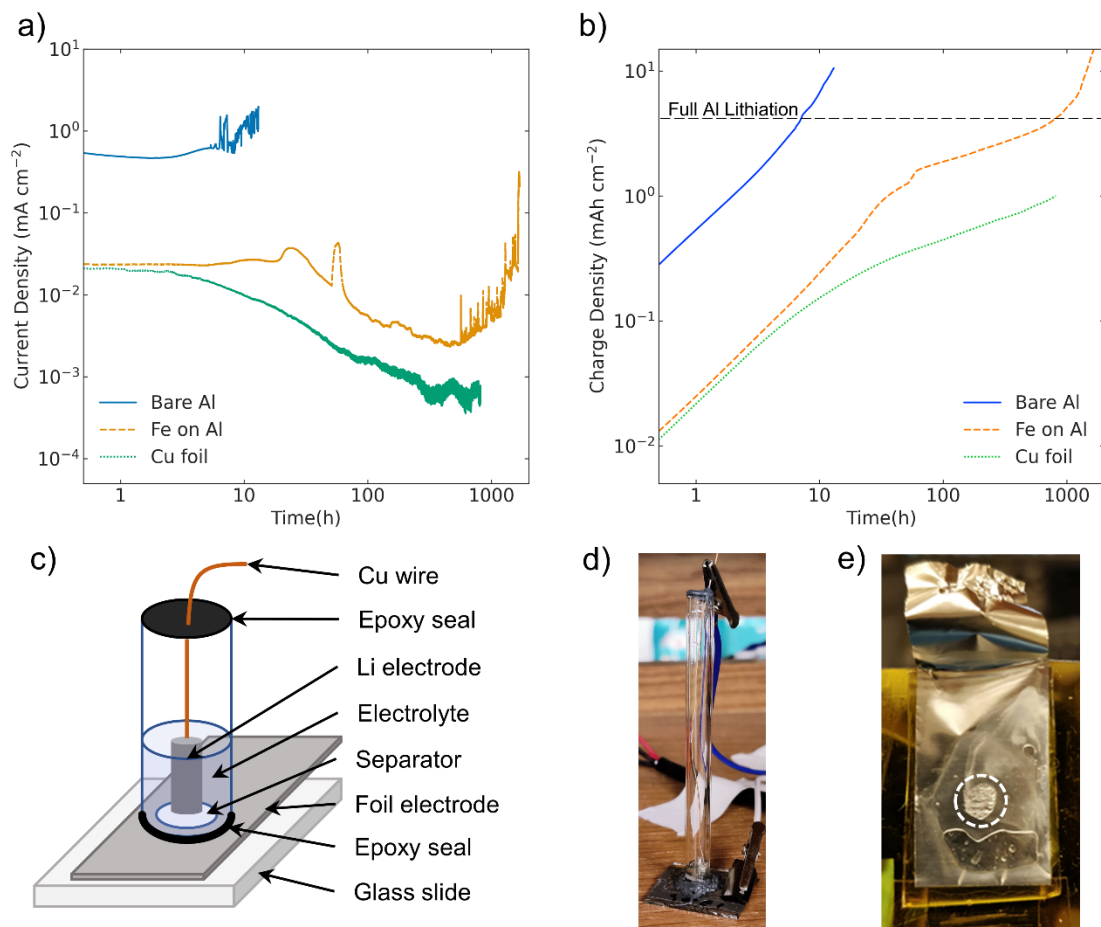 a)
Current Density (mA cm⁻²)
10¹
10⁰
10⁻¹
10⁻²
10⁻³
10⁻⁴
Bare Al
Fe on Al
Cu foil
1
10
100
1000
Time(h)
b)
Charge Density (mAh cm⁻²)
10¹
10⁰
10⁻¹
10⁻²
Full Al Lithiation
Bare Al
Fe on Al
Cu foil
1
10
100
1000
Time(h)
c)
Cu wire
Epoxy seal
Li electrode
Electrolyte
Separator
Foil electrode
Epoxy seal
Glass slide
d)
e)